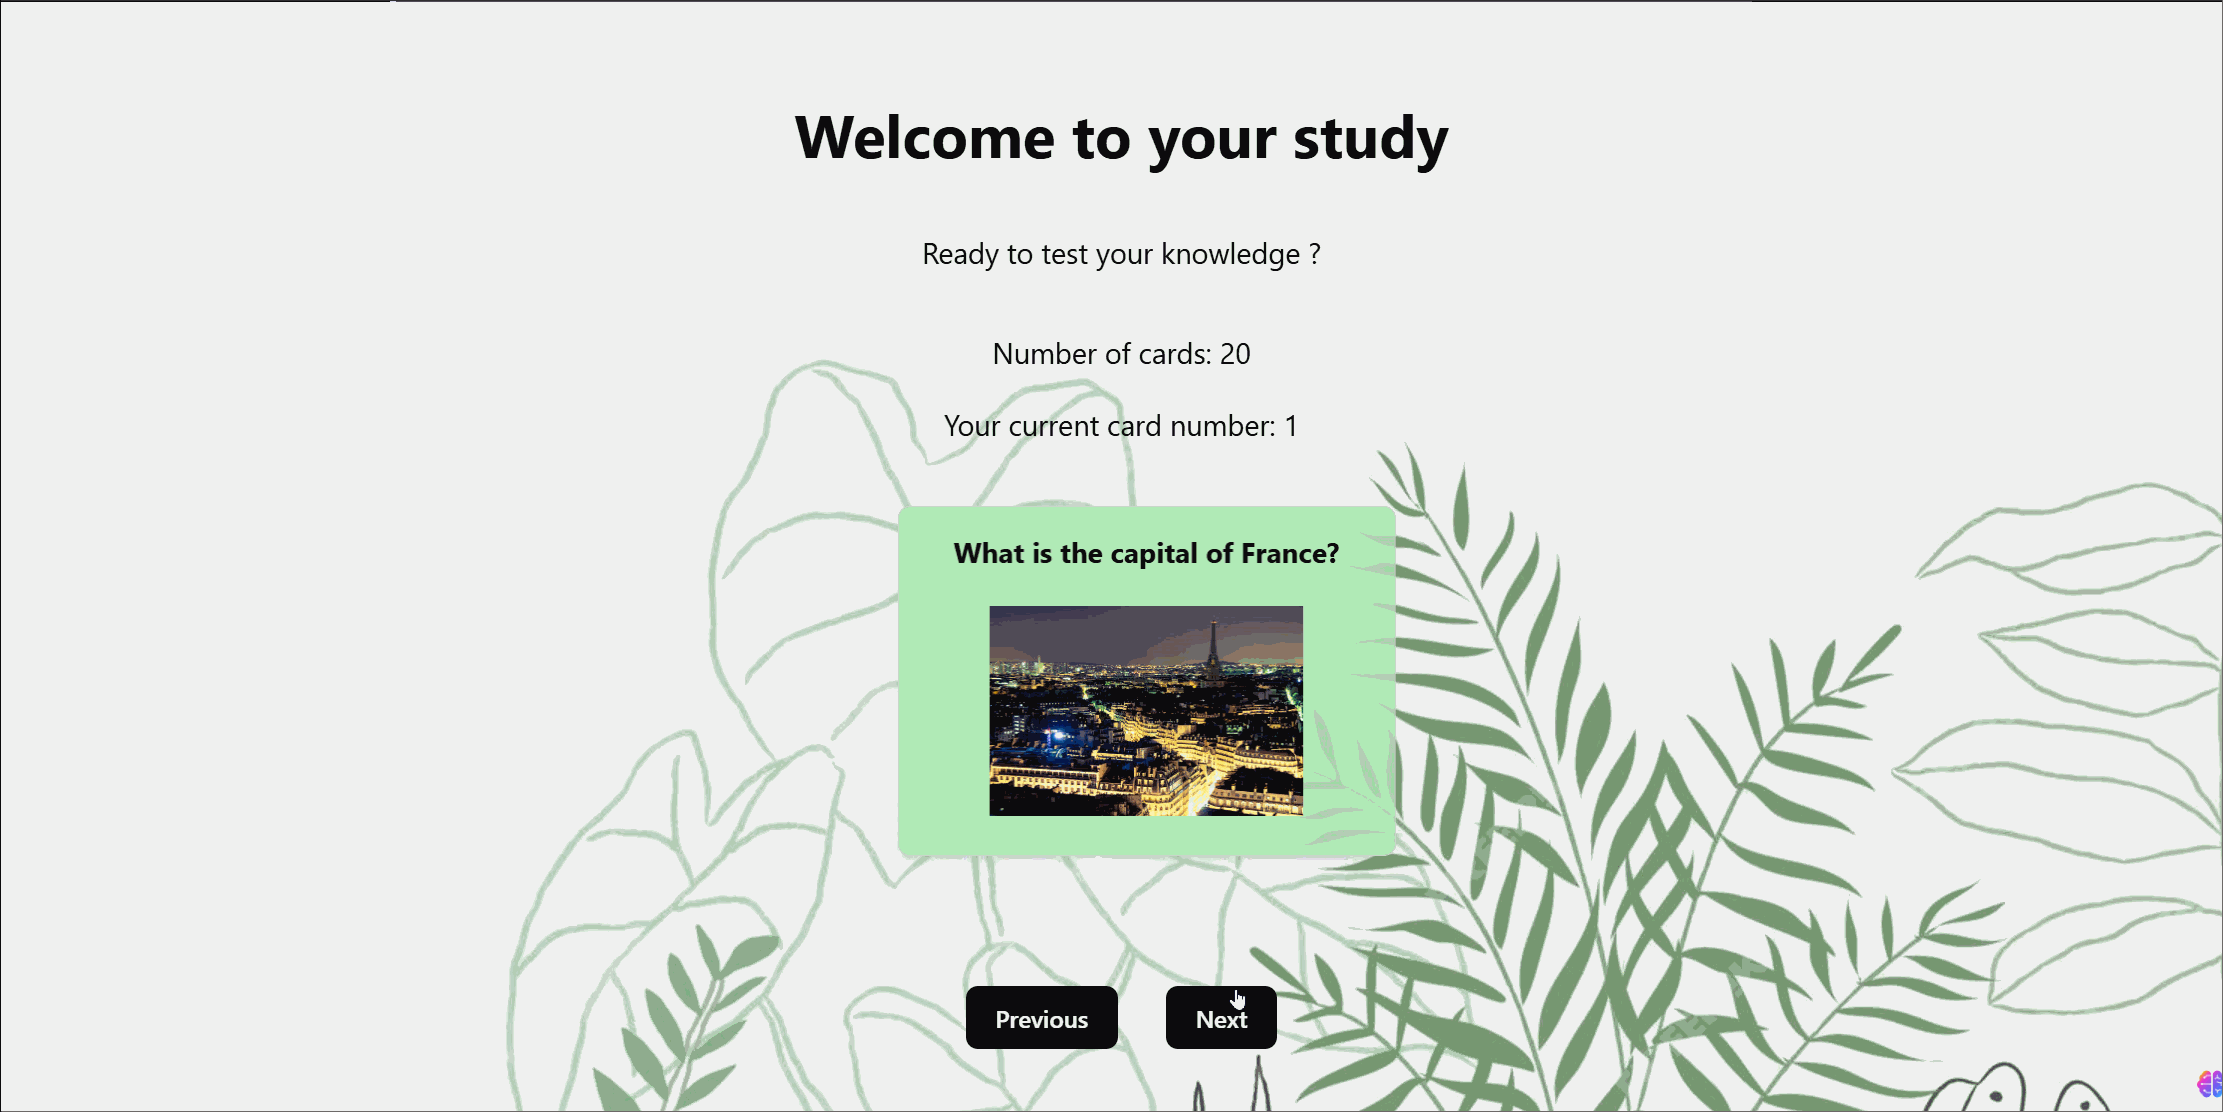 Welcome to your study
Ready to test your knowledge ?
Number of cards: 20
Your current card number: 1
What is the capital of France?
Previous
Next